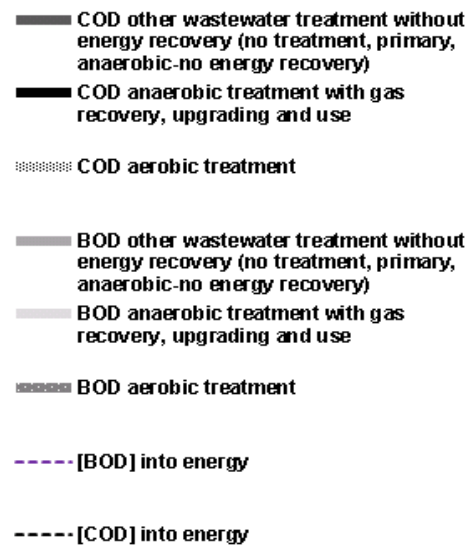 COD other wastewater treatment without
energy recovery (no treatment, primary,
anaerobic-no energy recovery)
COD anaerobic treatment with gas
recovery, upgrading and use
COD aerobic treatment
BOD other wastewater treatment without
energy recovery (no treatment, primary,
anaerobic-no energy recovery)
BOD anaerobic treatment with gas
recovery, upgrading and use
BOD aerobic treatment
[BOD] into energy
[COD] into energy